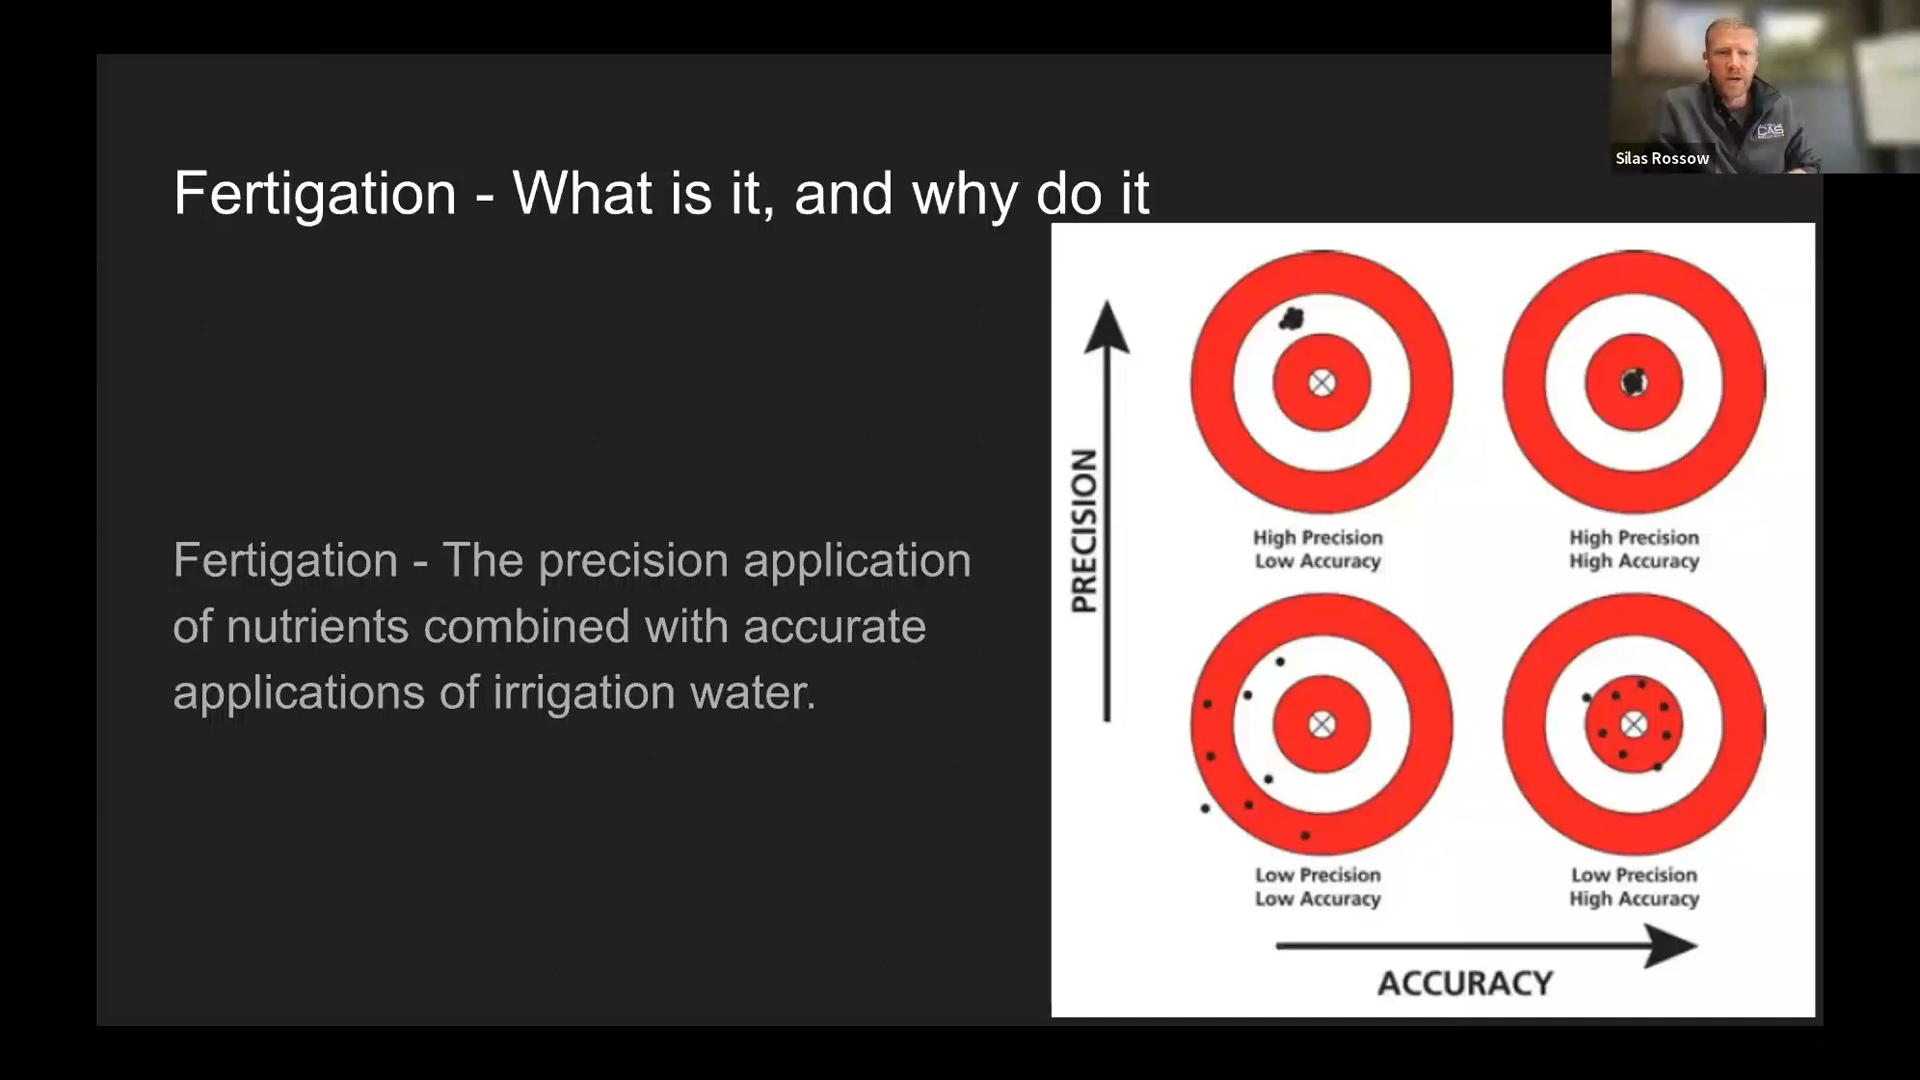 Silas Rossow
CAS
Fertigation - What is it, and why do it
Fertigation - The precision application
of nutrients combined with accurate
applications of irrigation water.
PRECISION
High Precision
Low Accuracy
High Precision
High Accuracy
Low Precision
Low Accuracy
Low Precision
High Accuracy
ACCURACY